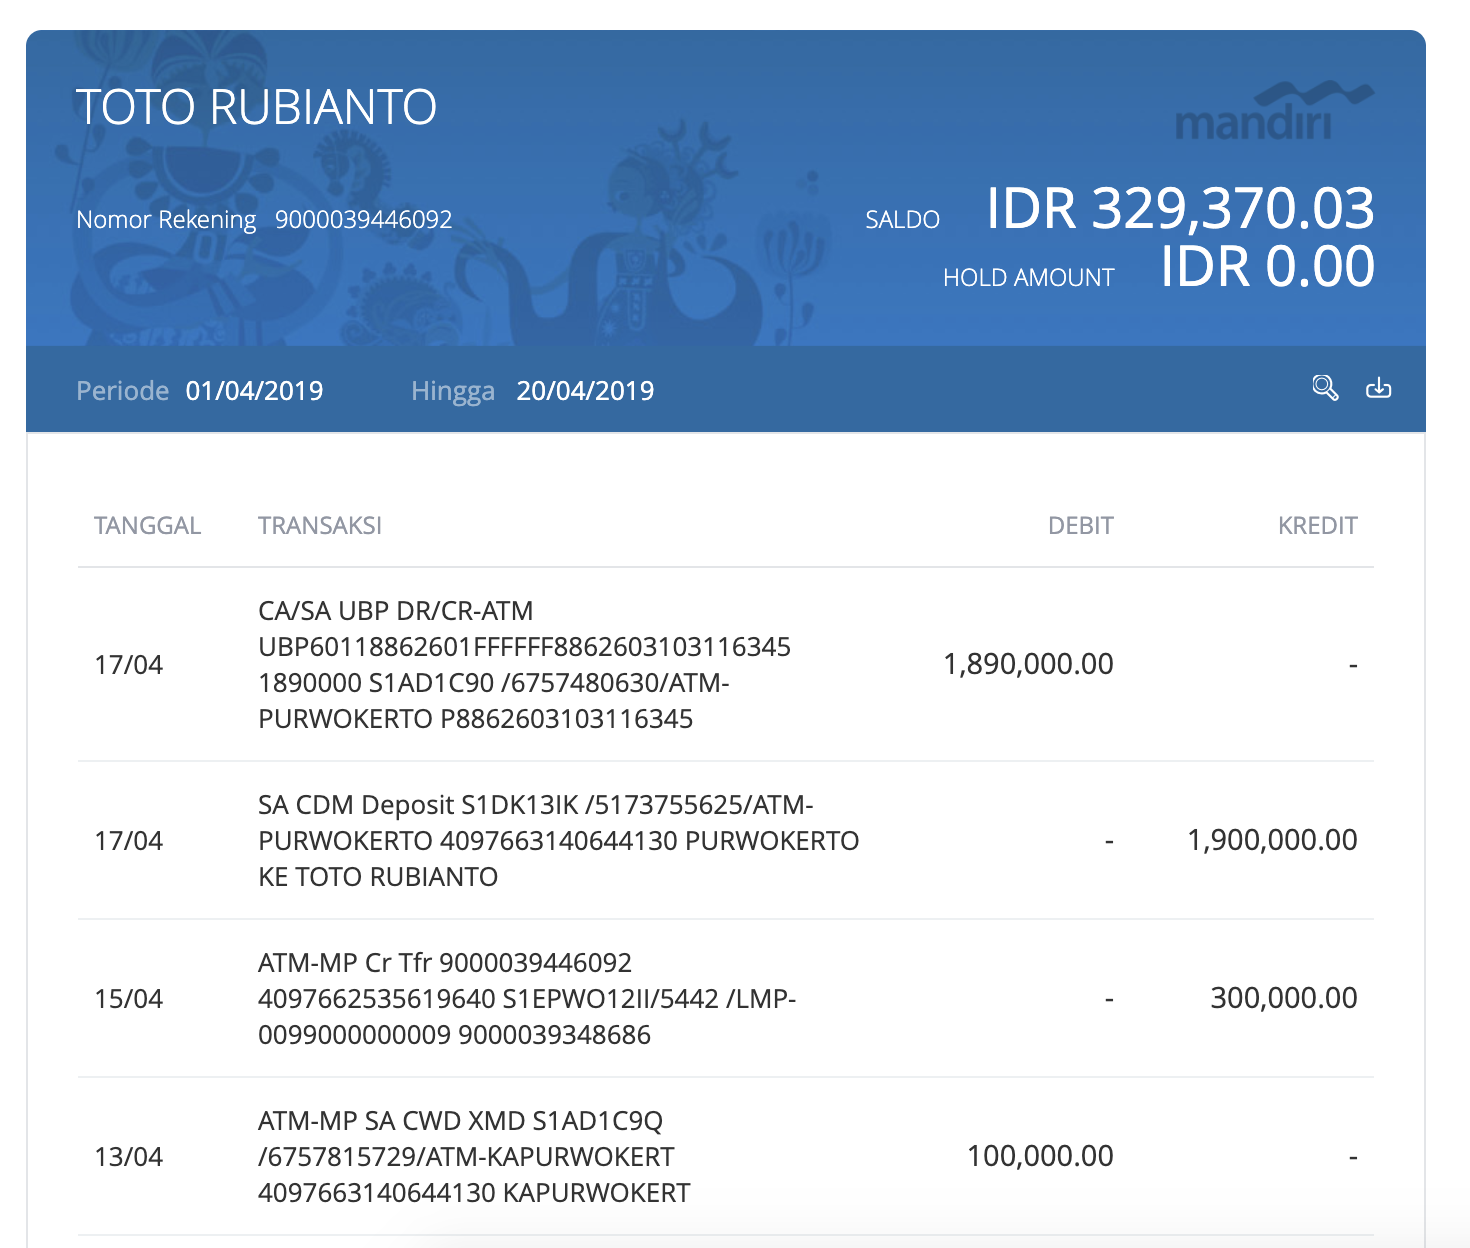 TOTO RUBIANTO
mandiri
Nomor Rekening 9000039446092
SALDO IDR 329,370.03
HOLD AMOUNT IDR 0.00
Periode 01/04/2019 Hingga 20/04/2019
TANGGAL TRANSAKSI DEBIT KREDIT
CA/SA UBP DR/CR-ATM
UBP60118862601FFFFFF8862603103116345
17/04 1,890,000.00 -
1890000 S1AD1C90 /6757480630/ATM-
PURWOKERTO P8862603103116345
SA CDM Deposit S1DK13IK /5173755625/ATM-
17/04 PURWOKERTO 4097663140644130 PURWOKERTO - 1,900,000.00
KE TOTO RUBIANTO
ATM-MP Cr Tfr 9000039446092
15/04 4097662535619640 S1EPWO12II/5442 /LMP- - 300,000.00
0099000000009 9000039348686
ATM-MP SA CWD XMD S1AD1C9Q
13/04 /6757815729/ATM-KAPURWOKERT 100,000.00 -
4097663140644130 KAPURWOKERT